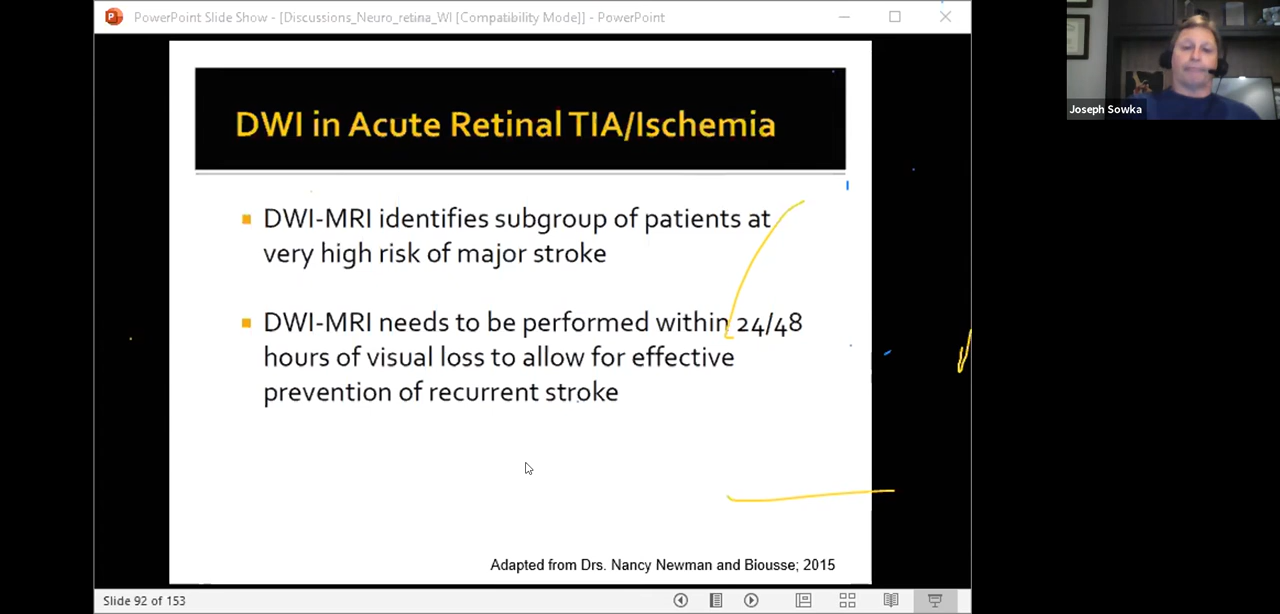 PowerPoint Slide Show - [Discussions_Neuro_retina_WI [Compatibility Mode]] - PowerPoint
Joseph Sowka
DWI in Acute Retinal TIA/Ischemia
DWI-MRI identifies subgroup of patients at
very high risk of major stroke
DWI-MRI needs to be performed within 24/48
hours of visual loss to allow for effective
prevention of recurrent stroke
Adapted from Drs. Nancy Newman and Biousse; 2015
Slide 92 of 153